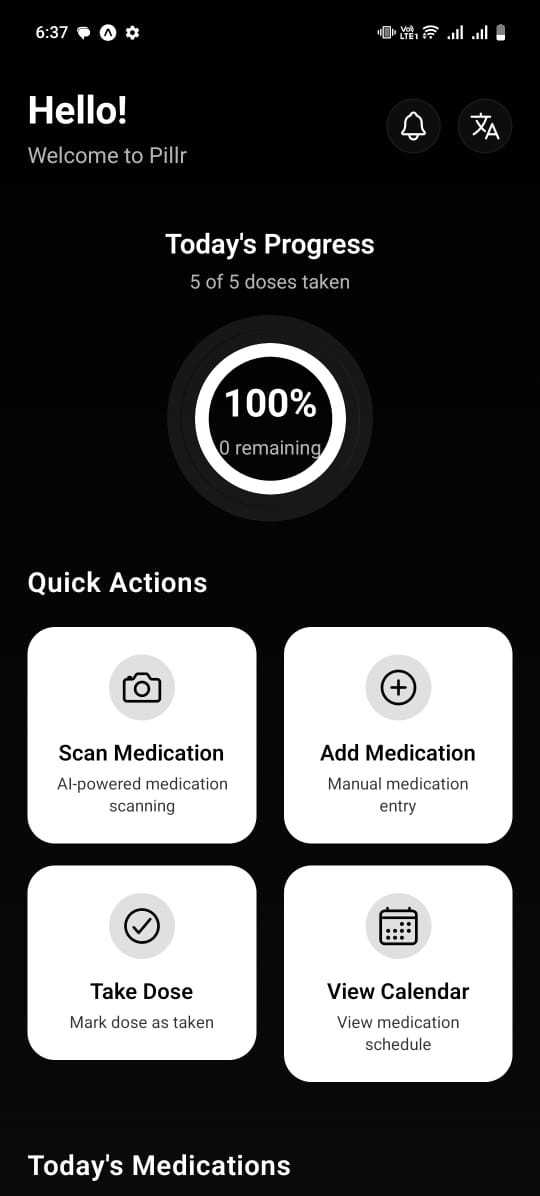 6:37
Vo)) LTE1
Hello!
Welcome to Pillr
Today's Progress
5 of 5 doses taken
100%
0 remaining
Quick Actions
Scan Medication
AI-powered medication
scanning
Add Medication
Manual medication
entry
Take Dose
Mark dose as taken
View Calendar
View medication
schedule
Today's Medications